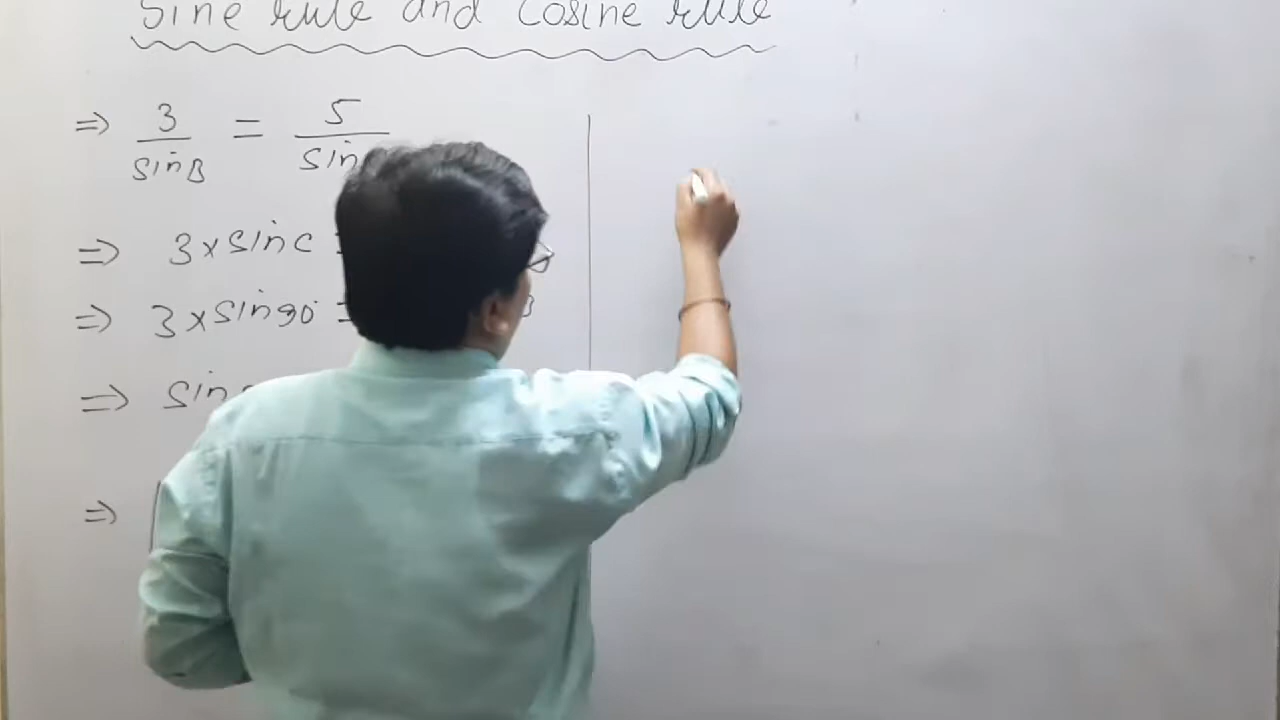 Sine rule and Cosine rule
⇒ 3/sinB = 5/sin
⇒ 3×sinc =
⇒ 3×sin90° =
⇒ sin
⇒